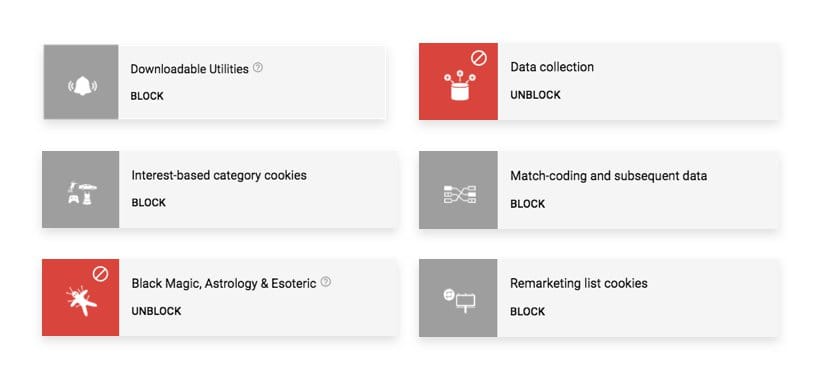 Downloadable Utilities
BLOCK
Data collection
UNBLOCK
Interest-based category cookies
BLOCK
Match-coding and subsequent data
BLOCK
Black Magic, Astrology & Esoteric
UNBLOCK
Remarketing list cookies
BLOCK